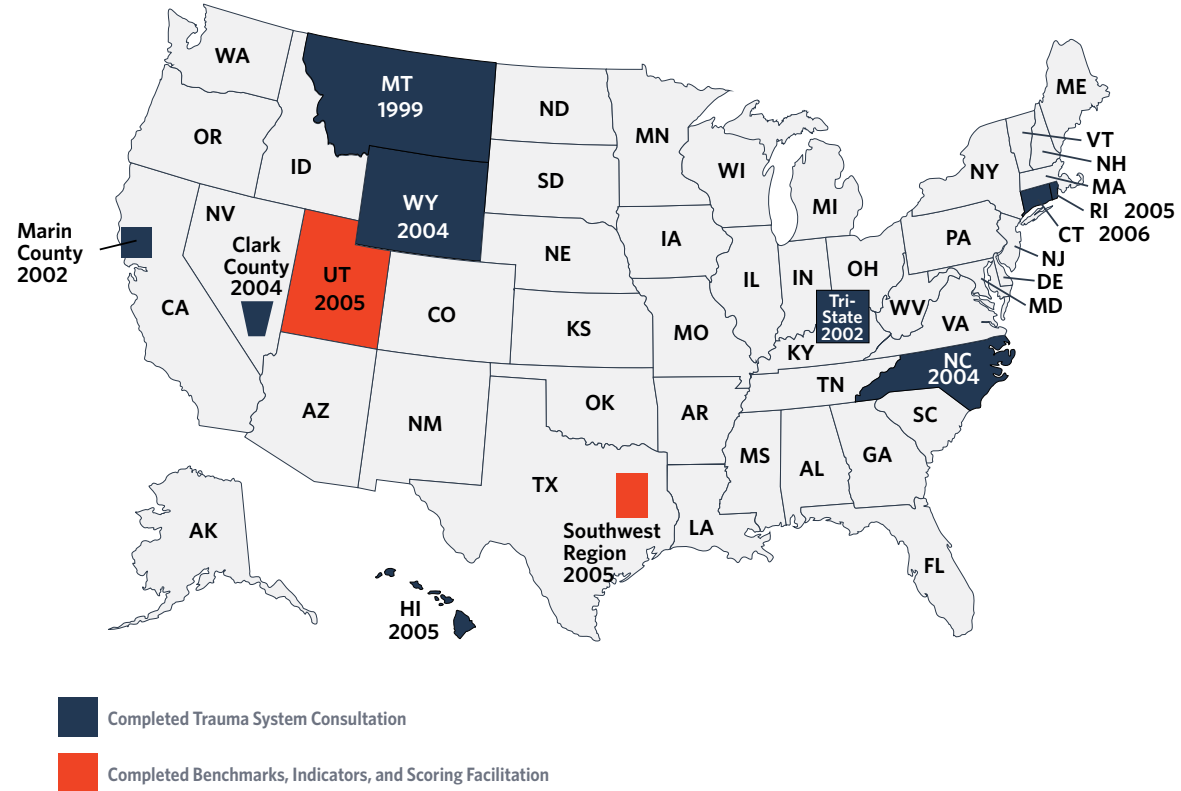 WA
MT
1999
ND
MN
ME
OR
ID
SD
WI
MI
NY
VT
NH
MA
RI 2005
CT 2006
WY
2004
NV
Marin
County
2002
Clark
County
2004
UT
2005
NE
IA
PA
NJ
DE
MD
CA
CO
KS
MO
IL
IN
OH
WV
VA
Tri-
State
2002
KY
NC
2004
TN
AZ
NM
OK
AR
SC
MS
AL
GA
TX
Southwest
Region
2005
LA
FL
AK
HI
2005
Completed Trauma System Consultation
Completed Benchmarks, Indicators, and Scoring Facilitation